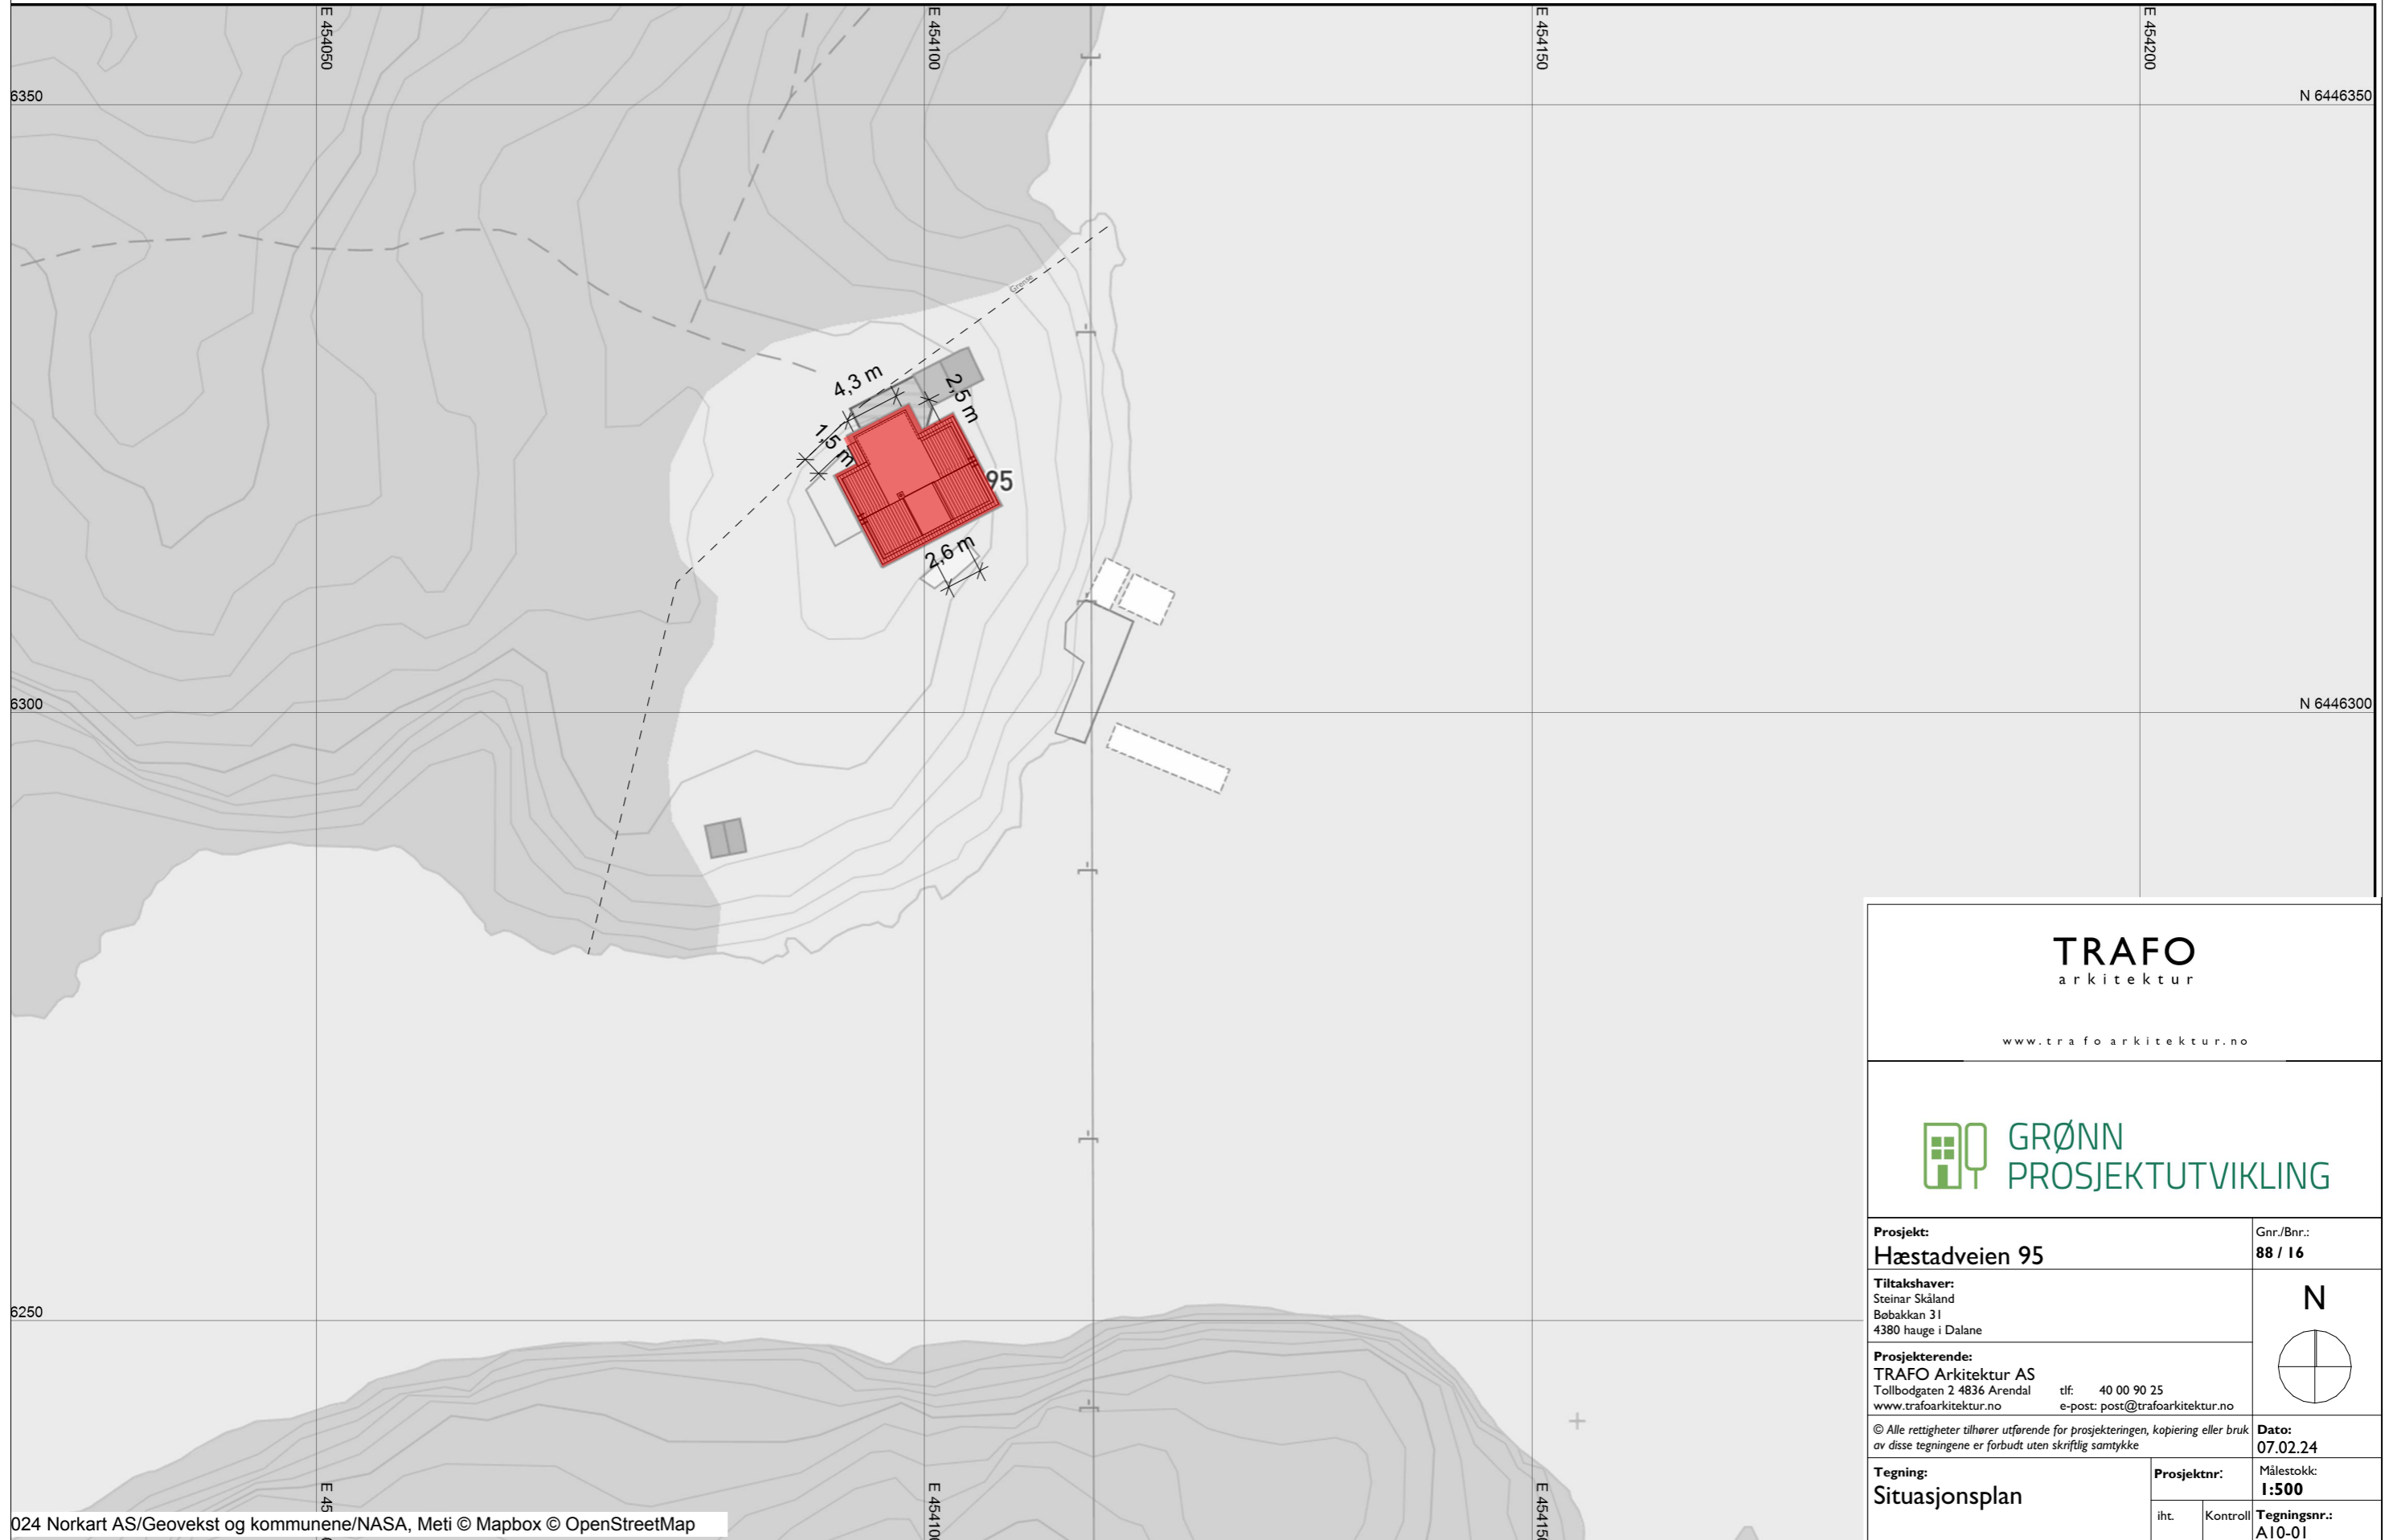 E 454050
E 454100
E 454150
E 454200
6350
N 6446350
Grense
4,3 m
2,5 m
1,5 m
95
2,6 m
6300
N 6446300
6250
E 45
E 454100
E 454150
024 Norkart AS/Geovekst og kommunene/NASA, Meti © Mapbox © OpenStreetMap
TRAFO
arkitektur
www.trafoarkitektur.no
GRØNN
PROSJEKTUTVIKLING
Prosjekt:
Hæstadveien 95
Gnr./Bnr.:
88 / 16
Tiltakshaver:
Steinar Skåland
Bøbakkan 31
4380 hauge i Dalane
N
Prosjekterende:
TRAFO Arkitektur AS
Tollbodgaten 2 4836 Arendal tlf: 40 00 90 25
www.trafoarkitektur.no e-post: post@trafoarkitektur.no
© Alle rettigheter tilhører utførende for prosjekteringen, kopiering eller bruk
av disse tegningene er forbudt uten skriftlig samtykke
Dato:
07.02.24
Tegning:
Situasjonsplan
Prosjektnr:
Målestokk:
1:500
iht.
Kontroll
Tegningsnr.:
A10-01